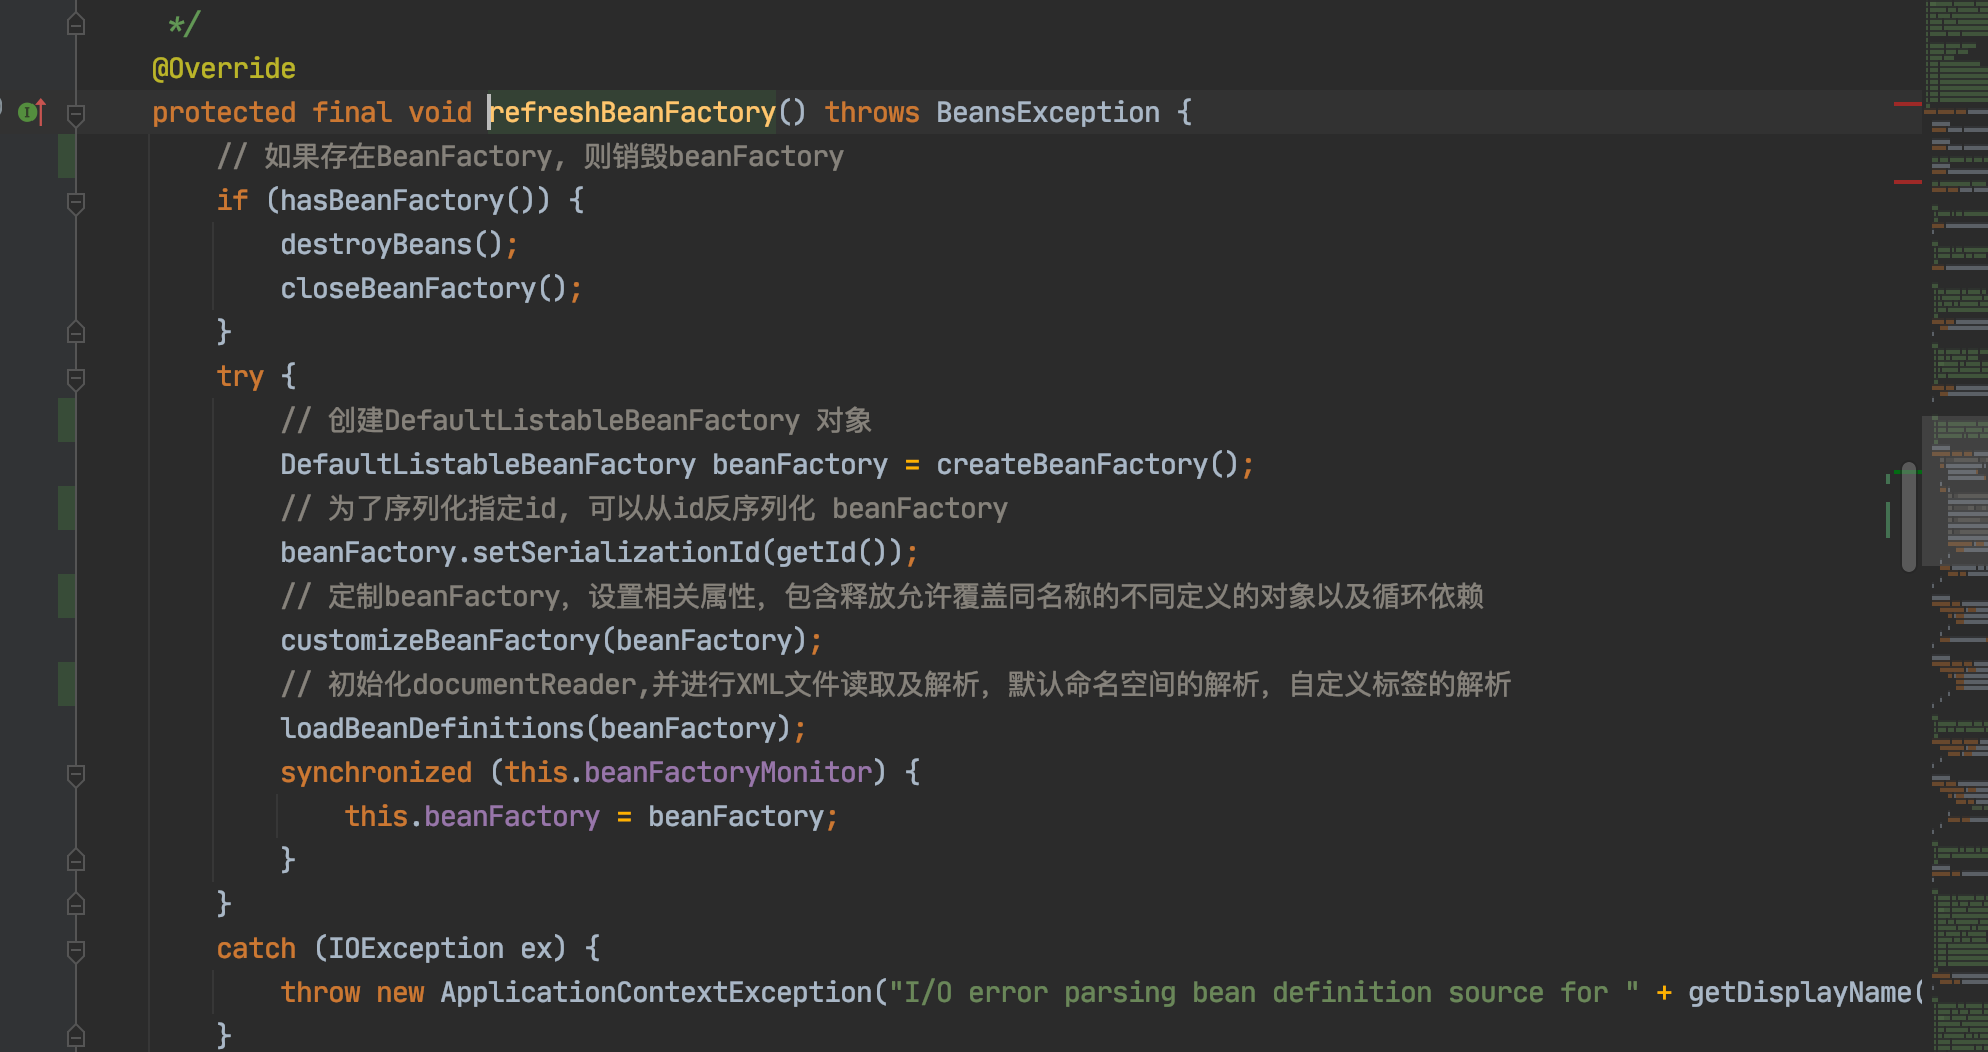 */
@Override
protected final void refreshBeanFactory() throws BeansException {
// 如果存在BeanFactory, 则销毁beanFactory
if (hasBeanFactory()) {
destroyBeans();
closeBeanFactory();
}
try {
// 创建DefaultListableBeanFactory 对象
DefaultListableBeanFactory beanFactory = createBeanFactory();
// 为了序列化指定id, 可以从id反序列化 beanFactory
beanFactory.setSerializationId(getId());
// 定制beanFactory, 设置相关属性, 包含释放允许覆盖同名称的不同定义的对象以及循环依赖
customizeBeanFactory(beanFactory);
// 初始化documentReader,并进行XML文件读取及解析, 默认命名空间的解析, 自定义标签的解析
loadBeanDefinitions(beanFactory);
synchronized (this.beanFactoryMonitor) {
this.beanFactory = beanFactory;
}
}
catch (IOException ex) {
throw new ApplicationContextException("I/O error parsing bean definition source for " + getDisplayName(
}